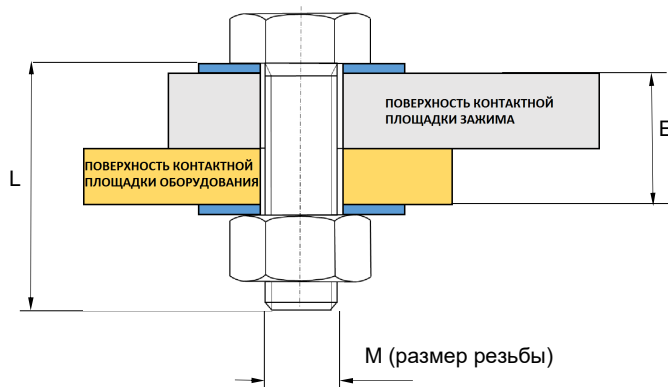 ПОВЕРХНОСТЬ КОНТАКТНОЙ
ПЛОЩАДКИ ЗАЖИМА
B
L
ПОВЕРХНОСТЬ КОНТАКТНОЙ
ПЛОЩАДКИ ОБОРУДОВАНИЯ
М (размер резьбы)